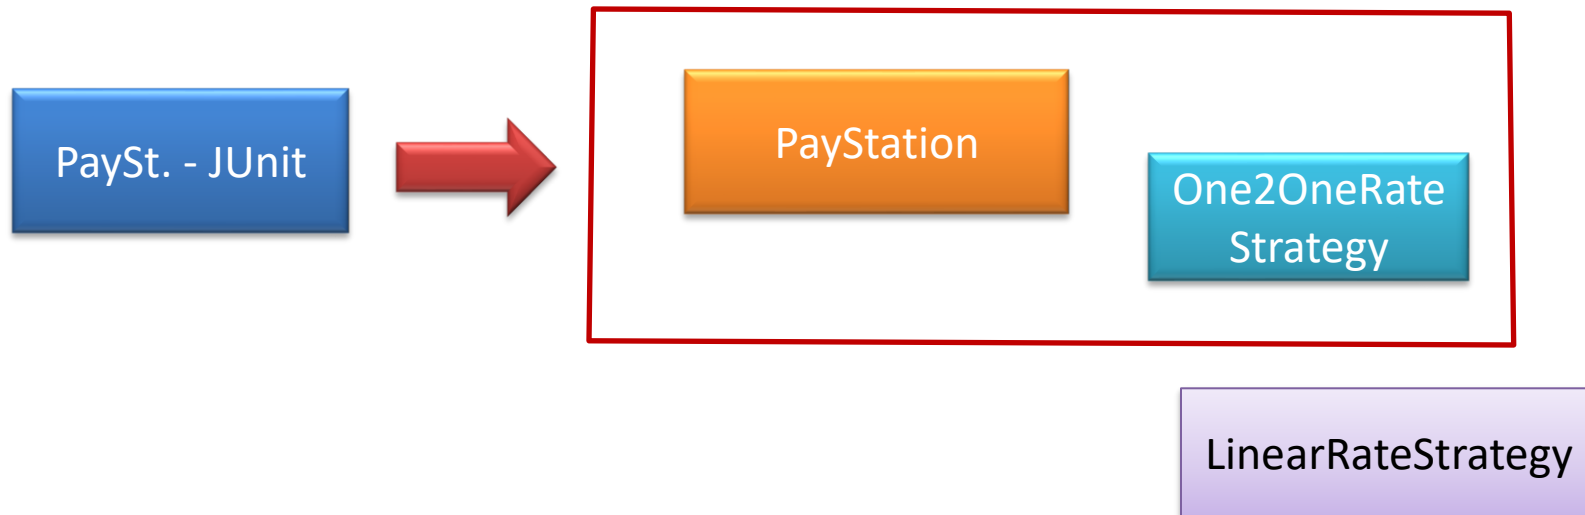 PaySt. - JUnit
PayStation
One2OneRate
Strategy
LinearRateStrategy